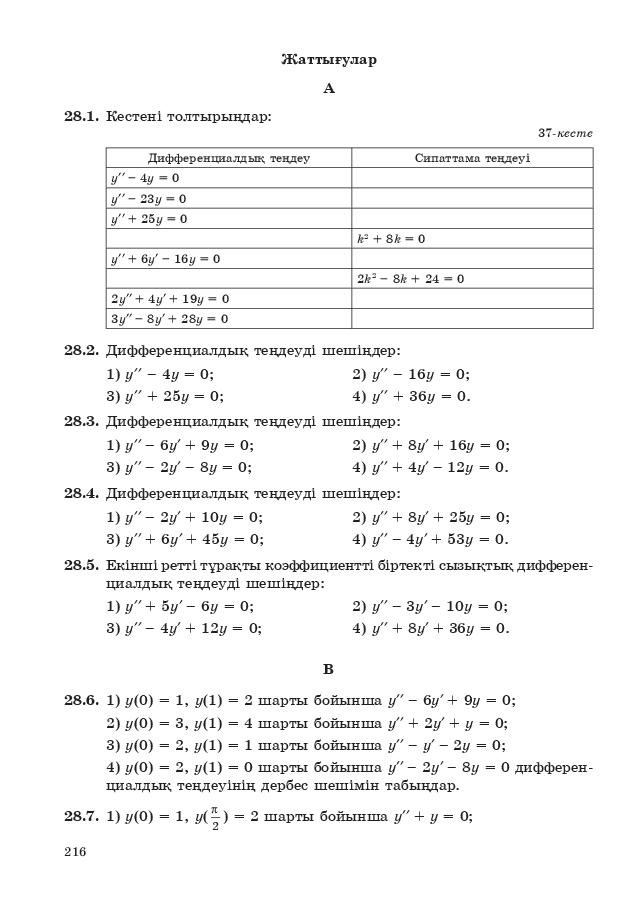 Жаттығулар
А
28.1. Кестені толтырыңдар:
37-кесте
Дифференциалдық теңдеу Сипаттама теңдеуі
y′′ − 4y = 0
y′′ − 23y = 0
y′′ + 25y = 0
k² + 8k = 0
y′′ + 6y′ − 16y = 0
2k² − 8k + 24 = 0
2y′′ + 4y′ + 19y = 0
3y′′ − 8y′ + 28y = 0
28.2. Дифференциалдық теңдеуді шешіңдер:
1) y′′ − 4y = 0; 2) y′′ − 16y = 0;
3) y′′ + 25y = 0; 4) y′′ + 36y = 0.
28.3. Дифференциалдық теңдеуді шешіңдер:
1) y′′ − 6y′ + 9y = 0; 2) y′′ + 8y′ + 16y = 0;
3) y′′ − 2y′ − 8y = 0; 4) y′′ + 4y′ − 12y = 0.
28.4. Дифференциалдық теңдеуді шешіңдер:
1) y′′ − 2y′ + 10y = 0; 2) y′′ + 8y′ + 25y = 0;
3) y′′ + 6y′ + 45y = 0; 4) y′′ − 4y′ + 53y = 0.
28.5. Екінші ретті тұрақты коэффициентті біртекті сызықтық дифферен-
циалдық теңдеуді шешіңдер:
1) y′′ + 5y′ − 6y = 0; 2) y′′ − 3y′ − 10y = 0;
3) y′′ − 4y′ + 12y = 0; 4) y′′ + 8y′ + 36y = 0.
В
28.6. 1) y(0) = 1, y(1) = 2 шарты бойынша y′′ − 6y′ + 9y = 0;
2) y(0) = 3, y(1) = 4 шарты бойынша y′′ + 2y′ + y = 0;
3) y(0) = 2, y(1) = 1 шарты бойынша y′′ − y′ − 2y = 0;
4) y(0) = 2, y(1) = 0 шарты бойынша y′′ − 2y′ − 8y = 0 дифферен-
циалдық теңдеуінің дербес шешімін табыңдар.
28.7. 1) y(0) = 1, y(π/2) = 2 шарты бойынша y′′ + y = 0;
216